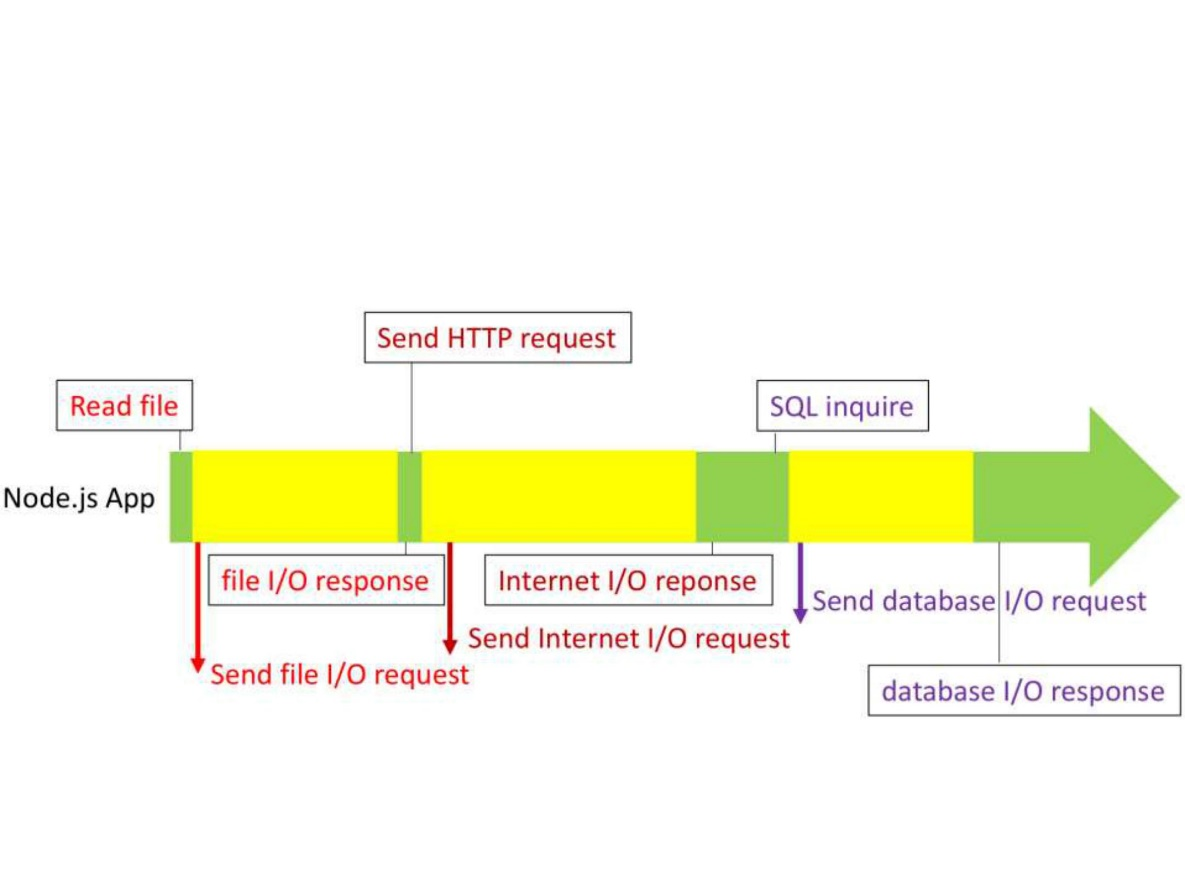 Send HTTP request
Read file
SQL inquire
Node.js App
file I/O response
Internet I/O reponse
Send database I/O request
Send Internet I/O request
Send file I/O request
database I/O response